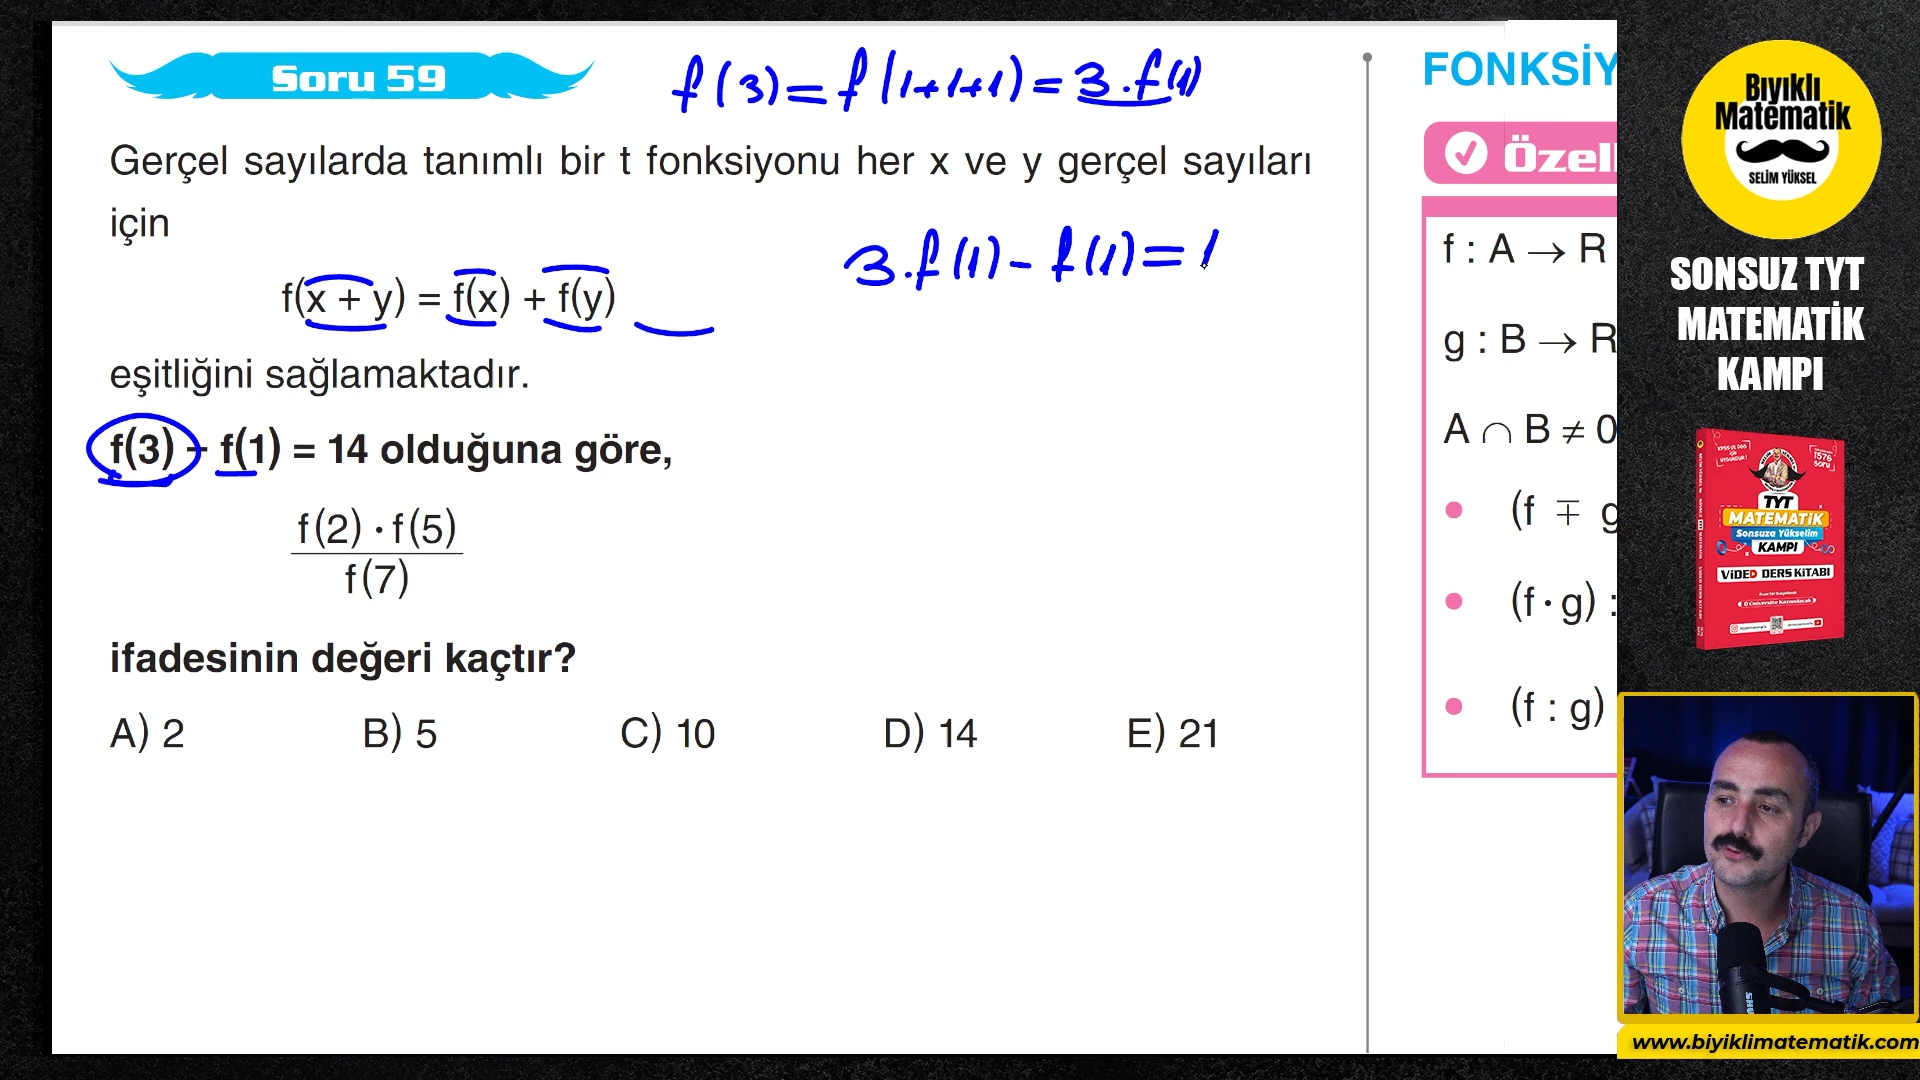 Soru 59
f(3)=f(1+1+1)=3.f(1)
Gerçel sayılarda tanımlı bir t fonksiyonu her x ve y gerçel sayıları
için
3.f(1)-f(1)=1
f(x + y) = f(x) + f(y)
eşitliğini sağlamaktadır.
f(3) - f(1) = 14 olduğuna göre,
f(2) · f(5)
f(7)
ifadesinin değeri kaçtır?
A) 2 B) 5 C) 10 D) 14 E) 21
FONKSİY
Özell
f : A → R
g : B → R
A ∩ B ≠ 0
• (f ∓ g
• (f · g) :
• (f : g)
Bıyıklı
Matematik
SELİM YÜKSEL
SONSUZ TYT
MATEMATİK
KAMPI
1576
Soru
TYT
MATEMATİK
Sonsuza Yükselim
KAMPI
VİDEO DERS KİTABI
www.biyiklimatematik.com